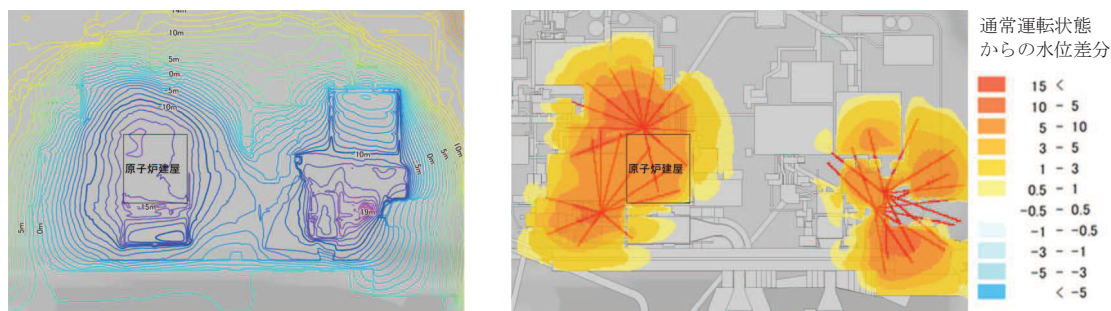 14m
10m
5m
0m
-5m
-10m
原子炉建屋
15m
10m
19m
5m
0m
5m
0m
-5m
10m
原子炉建屋
通常運転状態
からの水位差分
15 <
10 - 5
5 - 10
3 - 5
1 - 3
0.5 - 1
-0.5 - 0.5
-1 - -0.5
-3 - -1
-5 - -3
< -5